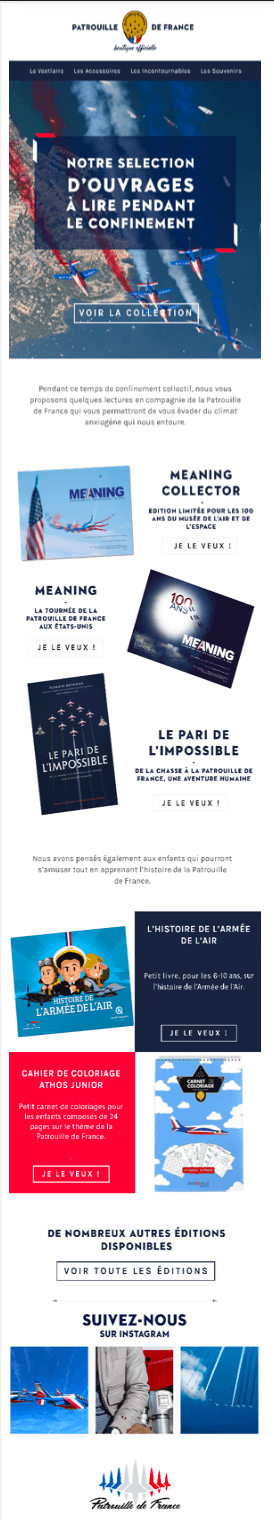 PATROUILLE DE FRANCE
boutique officielle
Le Vestiaire Les Accessoires Les Incontournables Les Souvenirs
NOTRE SELECTION
D'OUVRAGES
À LIRE PENDANT
LE CONFINEMENT
VOIR LA COLLECTION
Pendant ce temps de confinement collectif, nous vous
proposons quelques lectures en compagnie de la Patrouille
de France qui vous permettront de vous évader du climat
anxiogène qui nous entoure.
MEANING
MEANING
COLLECTOR
-
EDITION LIMITÉE POUR LES 100
ANS DU MUSÉE DE L'AIR ET DE
L'ESPACE
JE LE VEUX !
MEANING
-
LA TOURNÉE DE LA
PATROUILLE DE FRANCE
AUX ÉTATS-UNIS
JE LE VEUX !
100
ANS
MEANING
LE PARI DE
L'IMPOSSIBLE
LE PARI DE
L'IMPOSSIBLE
-
DE LA CHASSE À LA PATROUILLE DE
FRANCE, UNE AVENTURE HUMAINE
JE LE VEUX !
Nous avons pensés également aux enfants qui pourront
s'amuser tout en apprenant l'histoire de la Patrouille
de France.
HISTOIRE DE
L'ARMÉE DE L'AIR
L'HISTOIRE DE L'ARMÉE
DE L'AIR
Petit livre, pour les 6-10 ans, sur
l'histoire de l'Armée de l'Air.
JE LE VEUX !
CAHIER DE COLORIAGE
ATHOS JUNIOR
Petit carnet de coloriages pour
les enfants composés de 24
pages sur le thème de la
Patrouille de France.
JE LE VEUX !
CARNET DE
COLORIAGE
DE NOMBREUX AUTRES ÉDITIONS
DISPONIBLES
VOIR TOUTE LES ÉDITIONS
SUIVEZ-NOUS
SUR INSTAGRAM
Patrouille de France